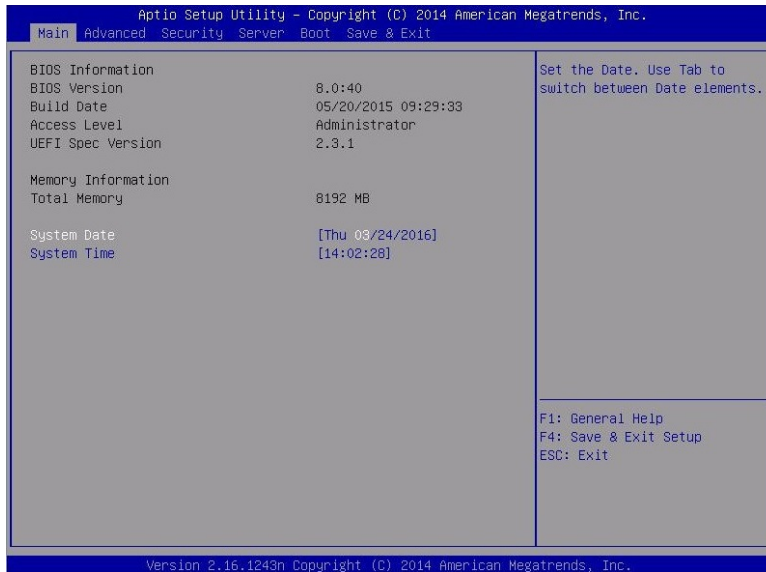 Aptio Setup Utility – Copyright (C) 2014 American Megatrends, Inc.
Main Advanced Security Server Boot Save & Exit
BIOS Information
BIOS Version 8.0:40
Build Date 05/20/2015 09:29:33
Access Level Administrator
UEFI Spec Version 2.3.1
Memory Information
Total Memory 8192 MB
System Date [Thu 03/24/2016]
System Time [14:02:28]
Set the Date. Use Tab to
switch between Date elements.
F1: General Help
F4: Save & Exit Setup
ESC: Exit
Version 2.16.1243n Copyright (C) 2014 American Megatrends, Inc.